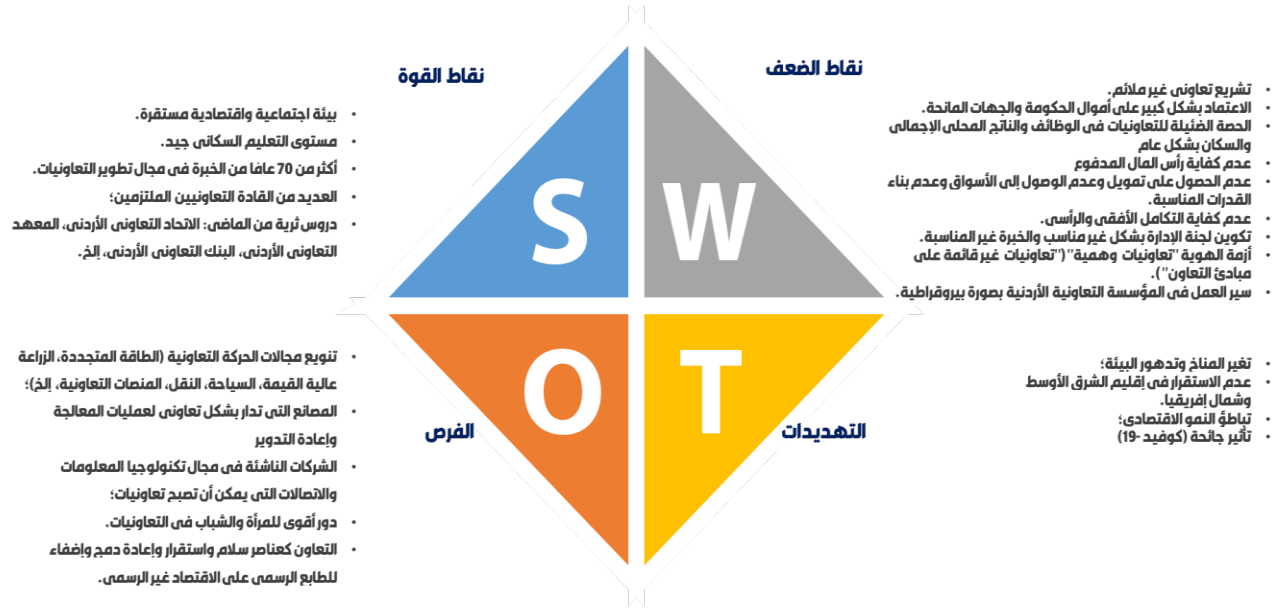 نقاط القوة
• بيئة اجتماعية واقتصادية مستقرة.
• مستوى التعليم السكاني جيد.
• أكثر من 70 عامًا من الخبرة في مجال تطوير التعاونيات.
• العديد من القادة التعاونيين الملتزمين؛
• دروس ثرية من الماضي: الاتحاد التعاوني الأردني، المعهد
التعاوني الأردني، البنك التعاوني الأردني، إلخ.
نقاط الضعف
• تشريع تعاوني غير ملائم.
• الاعتماد بشكل كبير على أموال الحكومة والجهات المانحة.
• الحصة الضئيلة للتعاونيات في الوظائف والناتج المحلي الإجمالي
والسكان بشكل عام
• عدم كفاية رأس المال المدفوع
• عدم الحصول على تمويل وعدم الوصول إلى الأسواق وعدم بناء
القدرات المناسبة.
• عدم كفاية التكامل الأفقي والرأسي.
• تكوين لجنة الإدارة بشكل غير مناسب والخبرة غير المناسبة.
• أزمة الهوية "تعاونيات وهمية" ("تعاونيات غير قائمة على
مبادئ التعاون").
• سير العمل في المؤسسة التعاونية الأردنية بصورة بيروقراطية.
S
W
O
T
الفرص
• تنويع مجالات الحركة التعاونية (الطاقة المتجددة، الزراعة
عالية القيمة، السياحة، النقل، المنصات التعاونية، إلخ)؛
• المصانع التي تدار بشكل تعاوني لعمليات المعالجة
وإعادة التدوير
• الشركات الناشئة في مجال تكنولوجيا المعلومات
والاتصالات التي يمكن أن تصبح تعاونيات؛
• دور أقوى للمرأة والشباب في التعاونيات.
• التعاون كعناصر سلام واستقرار وإعادة دمج وإضفاء
للطابع الرسمي على الاقتصاد غير الرسمي.
التهديدات
• تغير المناخ وتدهور البيئة؛
• عدم الاستقرار في إقليم الشرق الأوسط
وشمال إفريقيا.
• تباطؤ النمو الاقتصادي؛
• تأثير جائحة (كوفيد -19)